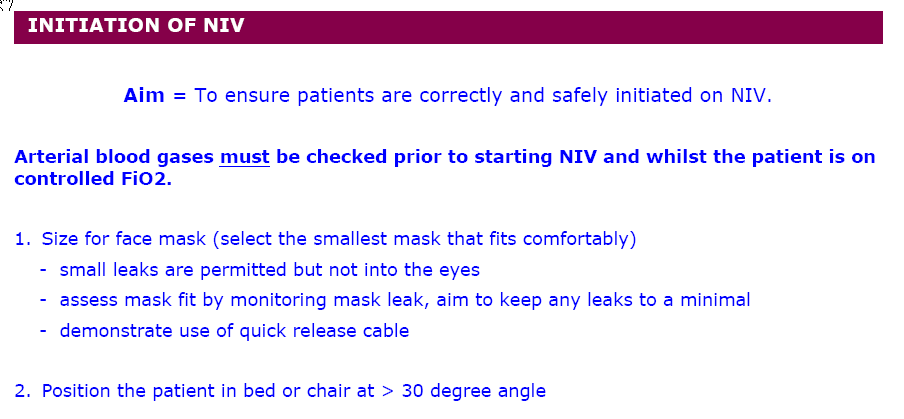 INITIATION OF NIV
Aim = To ensure patients are correctly and safely initiated on NIV.
Arterial blood gases must be checked prior to starting NIV and whilst the patient is on
controlled FiO2.
1. Size for face mask (select the smallest mask that fits comfortably)
- small leaks are permitted but not into the eyes
- assess mask fit by monitoring mask leak, aim to keep any leaks to a minimal
- demonstrate use of quick release cable
2. Position the patient in bed or chair at > 30 degree angle